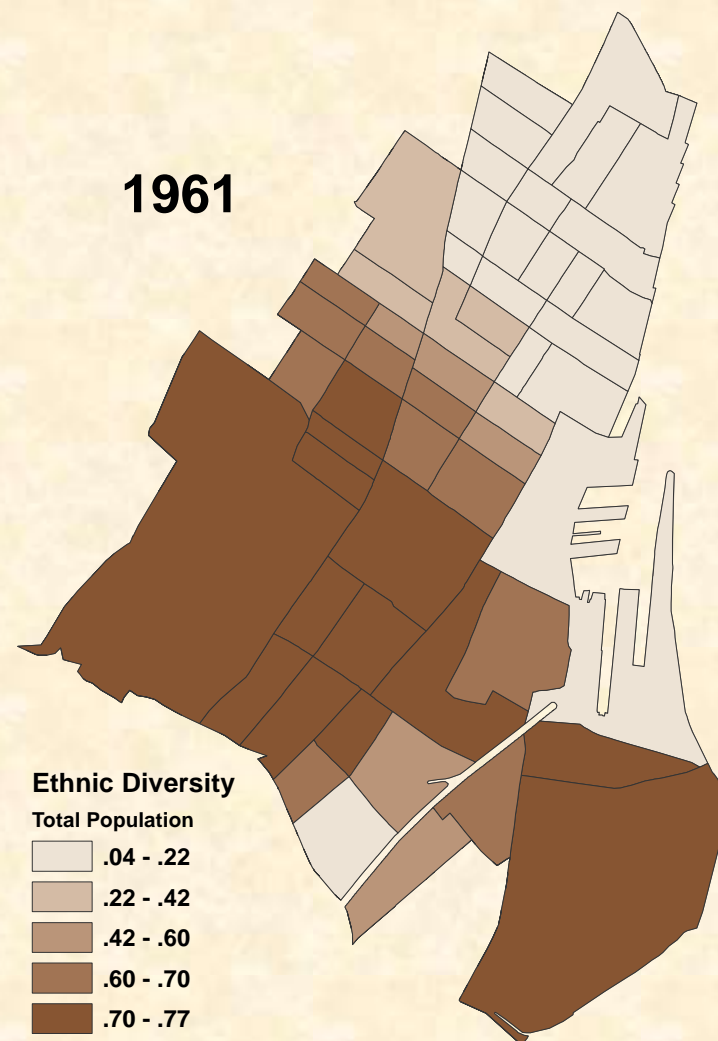 1961
Ethnic Diversity
Total Population
.04 - .22
.22 - .42
.42 - .60
.60 - .70
.70 - .77